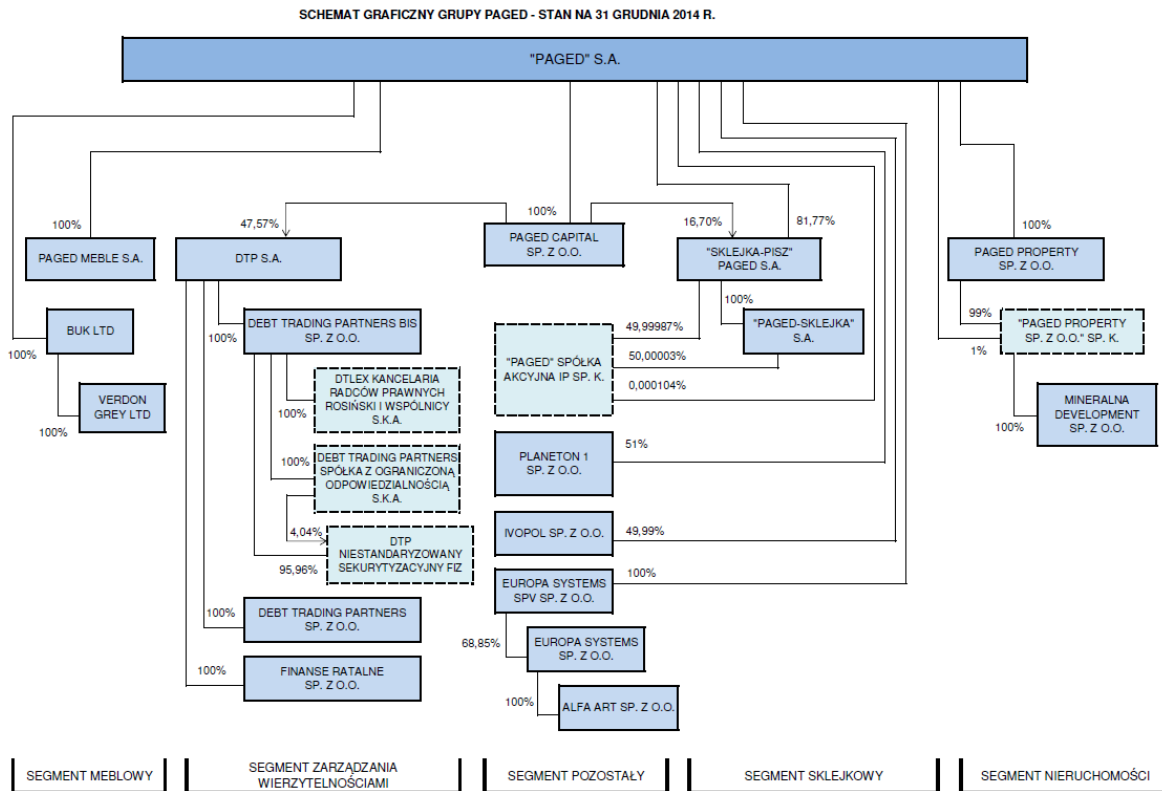 SCHEMAT GRAFICZNY GRUPY PAGED - STAN NA 31 GRUDNIA 2014 R.
"PAGED" S.A.
100%
47,57%
100%
16,70%
81,77%
100%
PAGED MEBLE S.A.
DTP S.A.
PAGED CAPITAL
SP. Z O.O.
"SKLEJKA-PISZ"
PAGED S.A.
PAGED PROPERTY
SP. Z O.O.
BUK LTD
100%
VERDON
GREY LTD
100%
100%
DEBT TRADING PARTNERS BIS
SP. Z O.O.
DTLEX KANCELARIA
RADCÓW PRAWNYCH
ROSIŃSKI I WSPÓLNICY
S.K.A.
100%
100%
DEBT TRADING PARTNERS
SPÓŁKA Z OGRANICZONĄ
ODPOWIEDZIALNOŚCIĄ
S.K.A.
4,04%
DTP
NIESTANDARYZOWANY
SEKURYTYZACYJNY FIZ
95,96%
100%
DEBT TRADING PARTNERS
SP. Z O.O.
100%
FINANSE RATALNE
SP. Z O.O.
100%
"PAGED-SKLEJKA"
S.A.
"PAGED" SPÓŁKA
AKCYJNA IP SP. K.
49,99987%
50,00003%
0,000104%
PLANETON 1
SP. Z O.O.
51%
IVOPOL SP. Z O.O.
49,99%
EUROPA SYSTEMS
SPV SP. Z O.O.
100%
68,85%
EUROPA SYSTEMS
SP. Z O.O.
100%
ALFA ART SP. Z O.O.
99%
1%
"PAGED PROPERTY
SP. Z O.O." SP. K.
100%
MINERALNA
DEVELOPMENT
SP. Z O.O.
SEGMENT MEBLOWY
SEGMENT ZARZĄDZANIA
WIERZYTELNOŚCIAMI
SEGMENT POZOSTAŁY
SEGMENT SKLEJKOWY
SEGMENT NIERUCHOMOŚCI